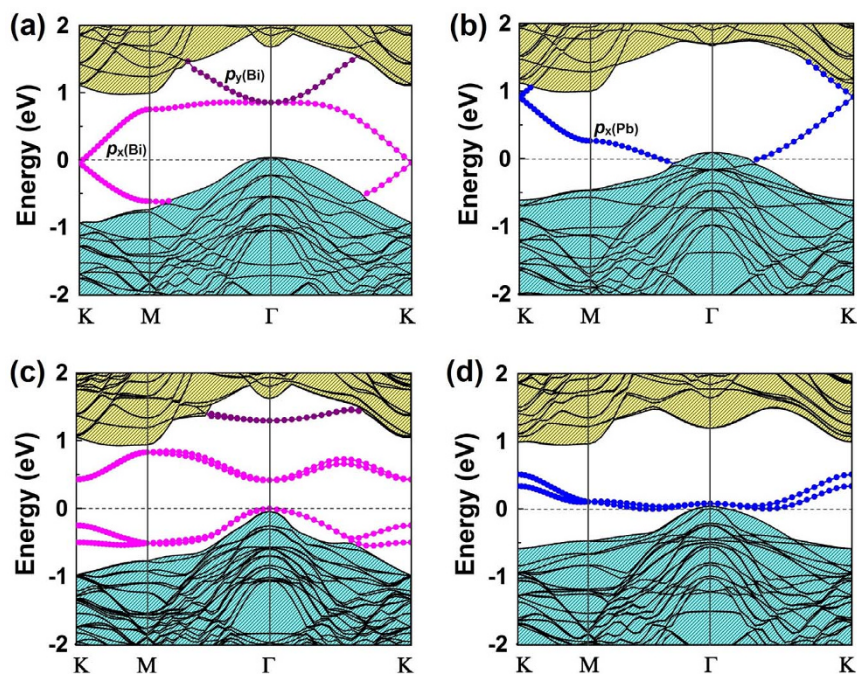 (a)
2
1
0
-1
-2
Energy (eV)
py(Bi)
px(Bi)
K
M
Γ
K
(b)
2
1
0
-1
-2
Energy (eV)
px(Pb)
K
M
Γ
K
(c)
2
1
0
-1
-2
Energy (eV)
K
M
Γ
K
(d)
2
1
0
-1
-2
Energy (eV)
K
M
Γ
K